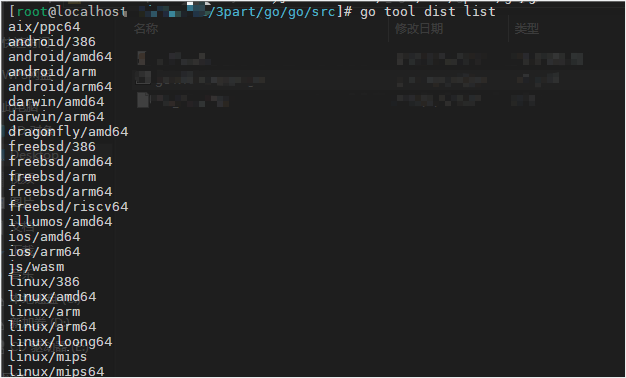 [root@localhost /3part/go/go/src]# go tool dist list
名称 修改日期 类型
aix/ppc64
android/386
android/amd64
android/arm
android/arm64
darwin/amd64
darwin/arm64
dragonfly/amd64
freebsd/386
freebsd/amd64
freebsd/arm
freebsd/arm64
freebsd/riscv64
illumos/amd64
ios/amd64
ios/arm64
js/wasm
linux/386
linux/amd64
linux/arm
linux/arm64
linux/loong64
linux/mips
linux/mips64